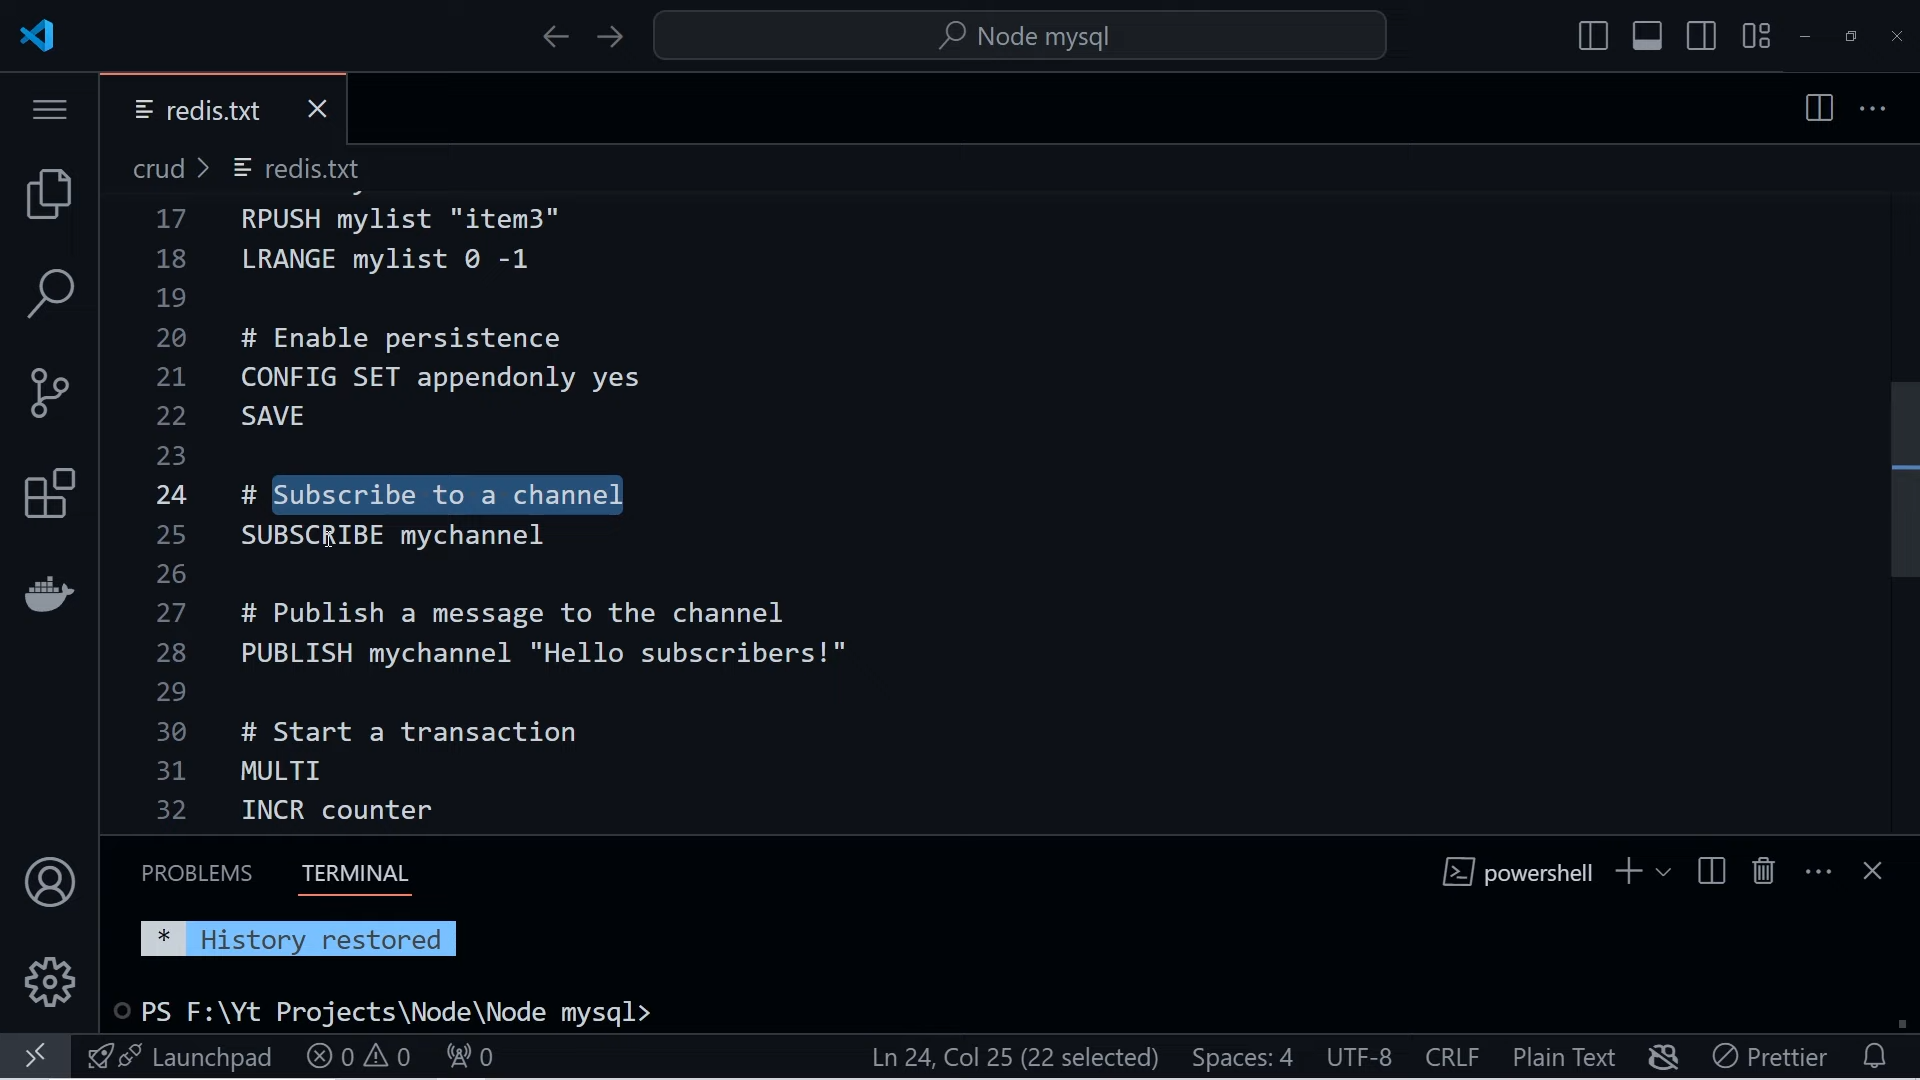 Node mysql
redis.txt
crud > redis.txt
17 RPUSH mylist "item3"
18 LRANGE mylist 0 -1
19
20 # Enable persistence
21 CONFIG SET appendonly yes
22 SAVE
23
24 # Subscribe to a channel
25 SUBSCRIBE mychannel
26
27 # Publish a message to the channel
28 PUBLISH mychannel "Hello subscribers!"
29
30 # Start a transaction
31 MULTI
32 INCR counter
PROBLEMS TERMINAL powershell
* History restored
PS F:\Yt Projects\Node\Node mysql>
Launchpad 0 0 0 Ln 24, Col 25 (22 selected) Spaces: 4 UTF-8 CRLF Plain Text Prettier